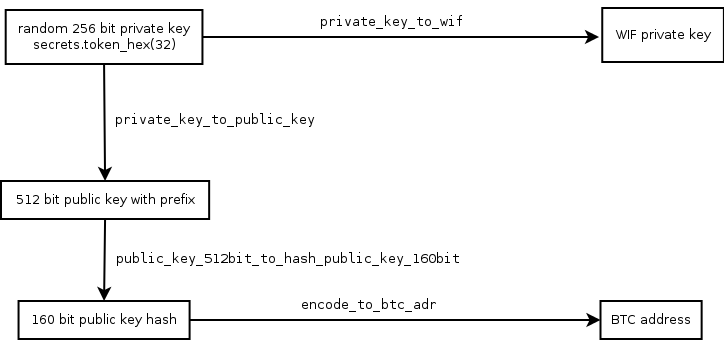 random 256 bit private key
secrets.token_hex(32)
private_key_to_wif
WIF private key
private_key_to_public_key
512 bit public key with prefix
public_key_512bit_to_hash_public_key_160bit
160 bit public key hash
encode_to_btc_adr
BTC address